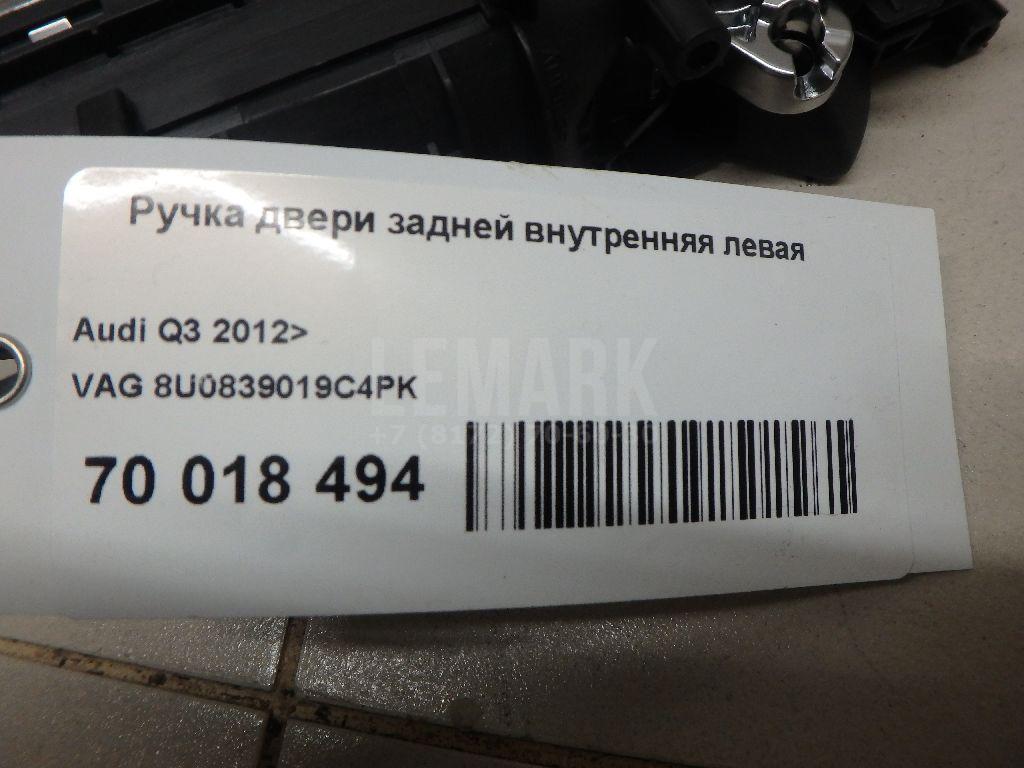 Ручка двери задней внутренняя левая
Audi Q3 2012>
VAG 8U0839019C4PK
LEMARK
70 018 494